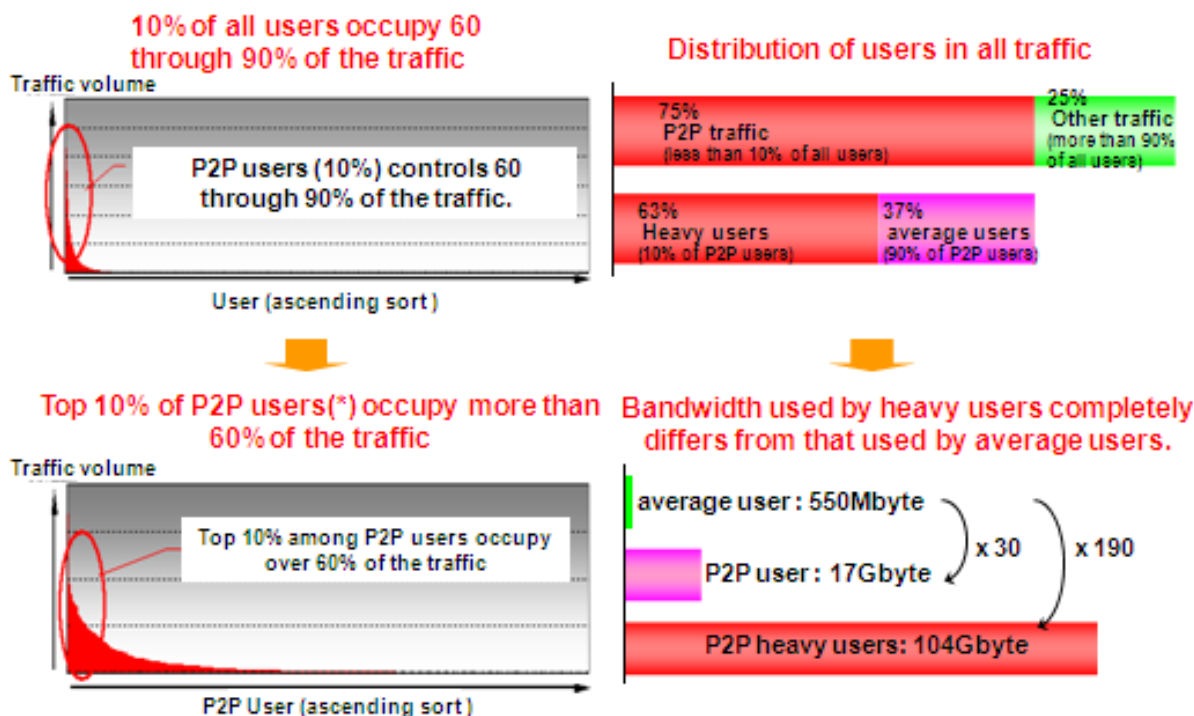 10% of all users occupy 60
through 90% of the traffic
Traffic volume
P2P users (10%) controls 60
through 90% of the traffic.
User (ascending sort )
Distribution of users in all traffic
75%
P2P traffic
(less than 10% of all users)
25%
Other traffic
(more than 90%
of all users)
63%
Heavy users
(10% of P2P users)
37%
average users
(90% of P2P users)
Top 10% of P2P users(*) occupy more than
60% of the traffic
Traffic volume
Top 10% among P2P users occupy
over 60% of the traffic
P2P User (ascending sort )
Bandwidth used by heavy users completely
differs from that used by average users.
average user : 550Mbyte
P2P user : 17Gbyte
x 30
x 190
P2P heavy users: 104Gbyte